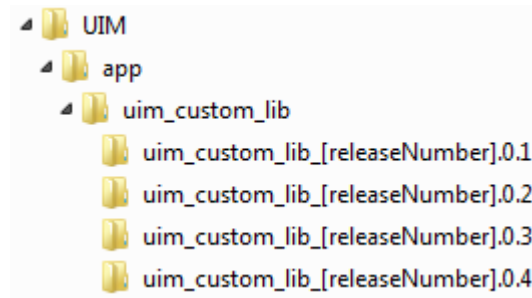 UIM
app
uim_custom_lib
uim_custom_lib_[releaseNumber].0.1
uim_custom_lib_[releaseNumber].0.2
uim_custom_lib_[releaseNumber].0.3
uim_custom_lib_[releaseNumber].0.4